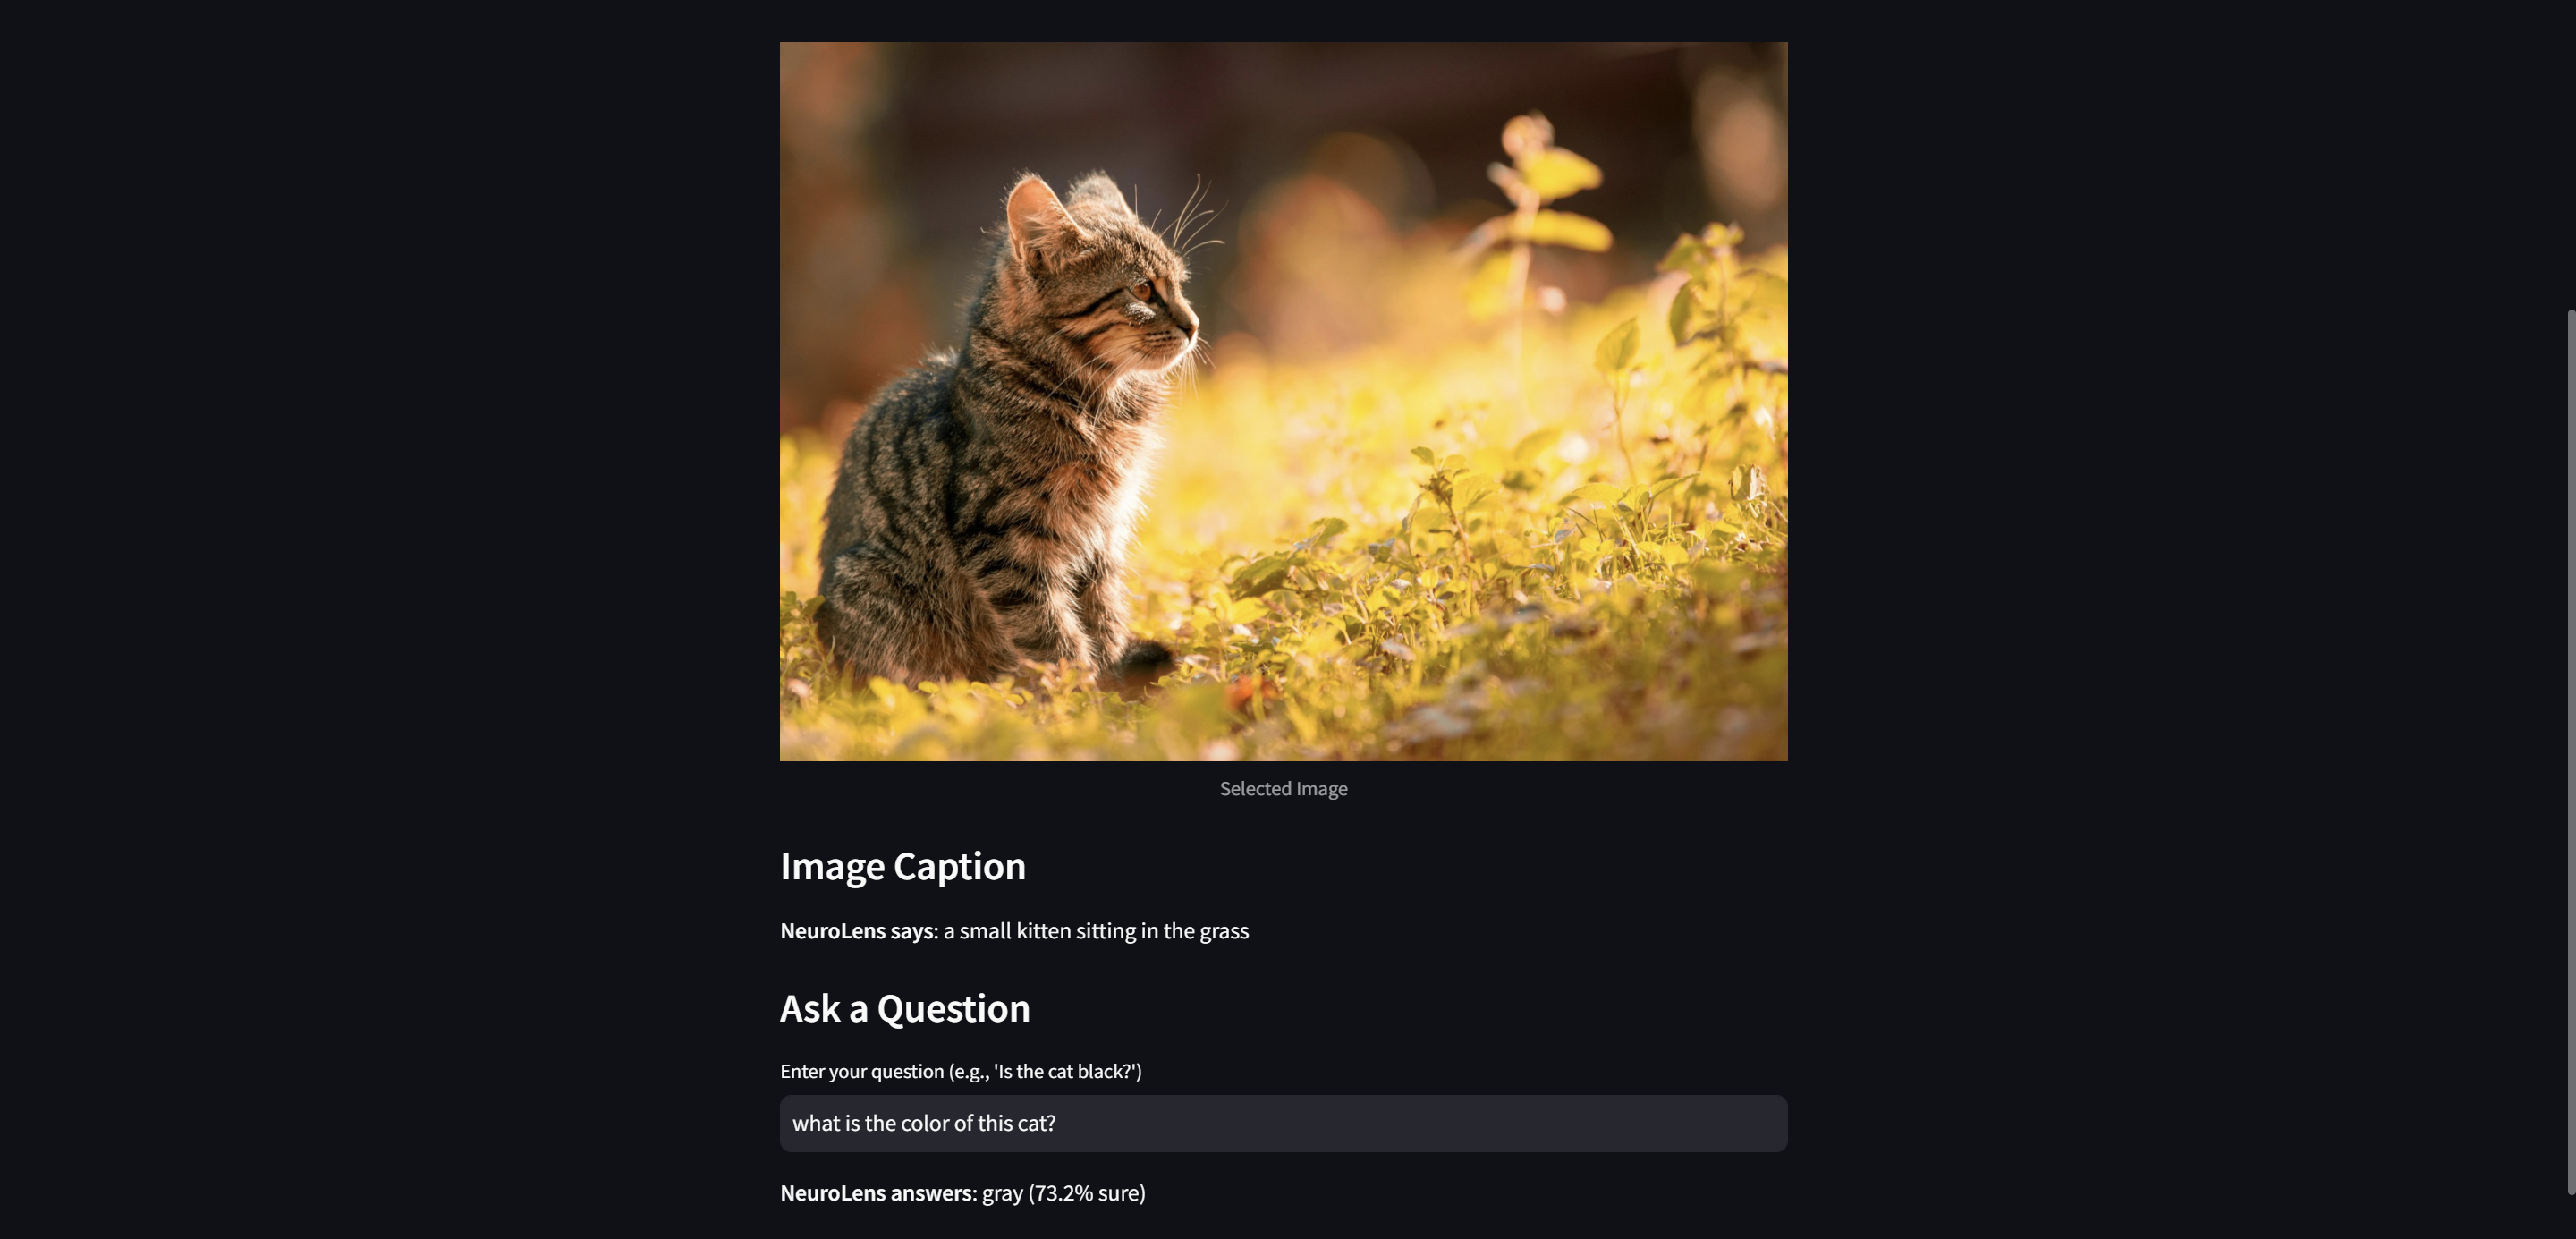 Selected Image
Image Caption
NeuroLens says: a small kitten sitting in the grass
Ask a Question
Enter your question (e.g., 'Is the cat black?')
what is the color of this cat?
NeuroLens answers: gray (73.2% sure)